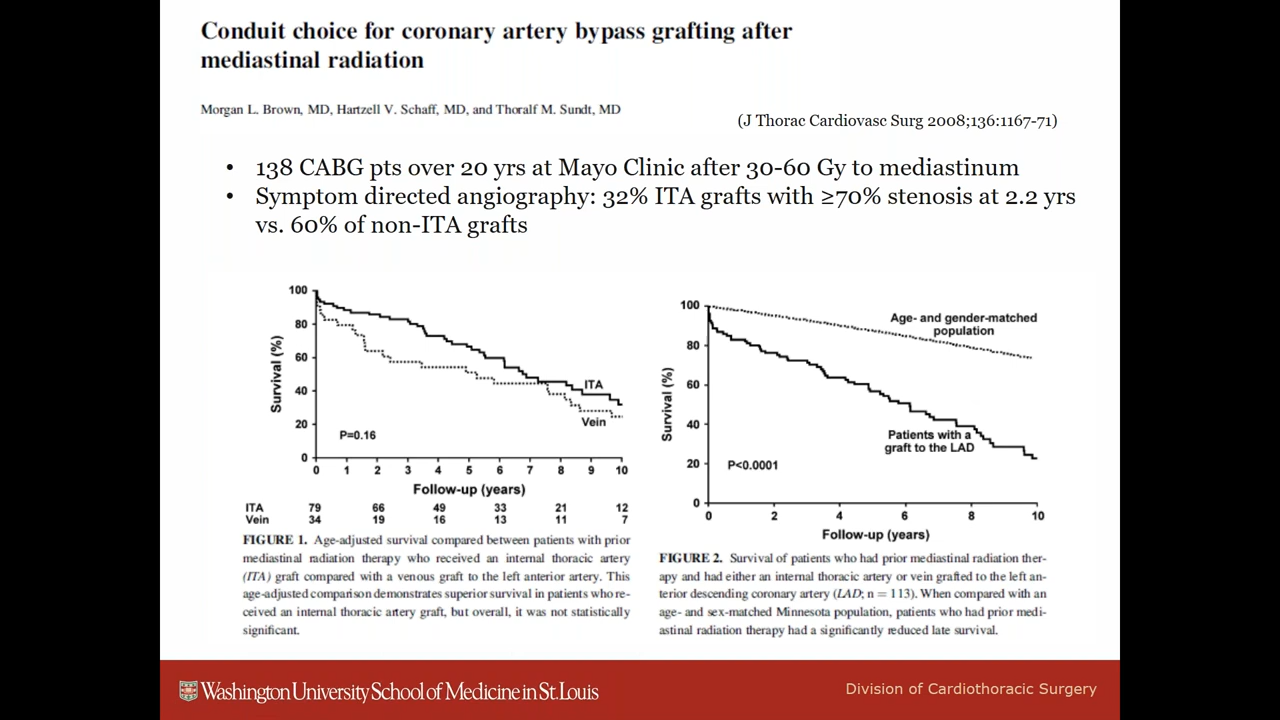 Conduit choice for coronary artery bypass grafting after
mediastinal radiation
Morgan L. Brown, MD, Hartzell V. Schaff, MD, and Thoralf M. Sundt, MD
(J Thorac Cardiovasc Surg 2008;136:1167-71)
• 138 CABG pts over 20 yrs at Mayo Clinic after 30-60 Gy to mediastinum
• Symptom directed angiography: 32% ITA grafts with ≥70% stenosis at 2.2 yrs
vs. 60% of non-ITA grafts
Survival (%)
100
80
60
40
20
0
ITA
Vein
P=0.16
0 1 2 3 4 5 6 7 8 9 10
Follow-up (years)
ITA 79 66 49 33 21 12
Vein 34 19 16 13 11 7
FIGURE 1. Age-adjusted survival compared between patients with prior
mediastinal radiation therapy who received an internal thoracic artery
(ITA) graft compared with a venous graft to the left anterior artery. This
age-adjusted comparison demonstrates superior survival in patients who re-
ceived an internal thoracic artery graft, but overall, it was not statistically
significant.
Survival (%)
100
80
60
40
20
0
Age- and gender-matched
population
Patients with a
graft to the LAD
P<0.0001
0 2 4 6 8 10
Follow-up (years)
FIGURE 2. Survival of patients who had prior mediastinal radiation ther-
apy and had either an internal thoracic artery or vein grafted to the left an-
terior descending coronary artery (LAD; n = 113). When compared with an
age- and sex-matched Minnesota population, patients who had prior medi-
astinal radiation therapy had a significantly reduced late survival.
Washington University School of Medicine in St. Louis
Division of Cardiothoracic Surgery